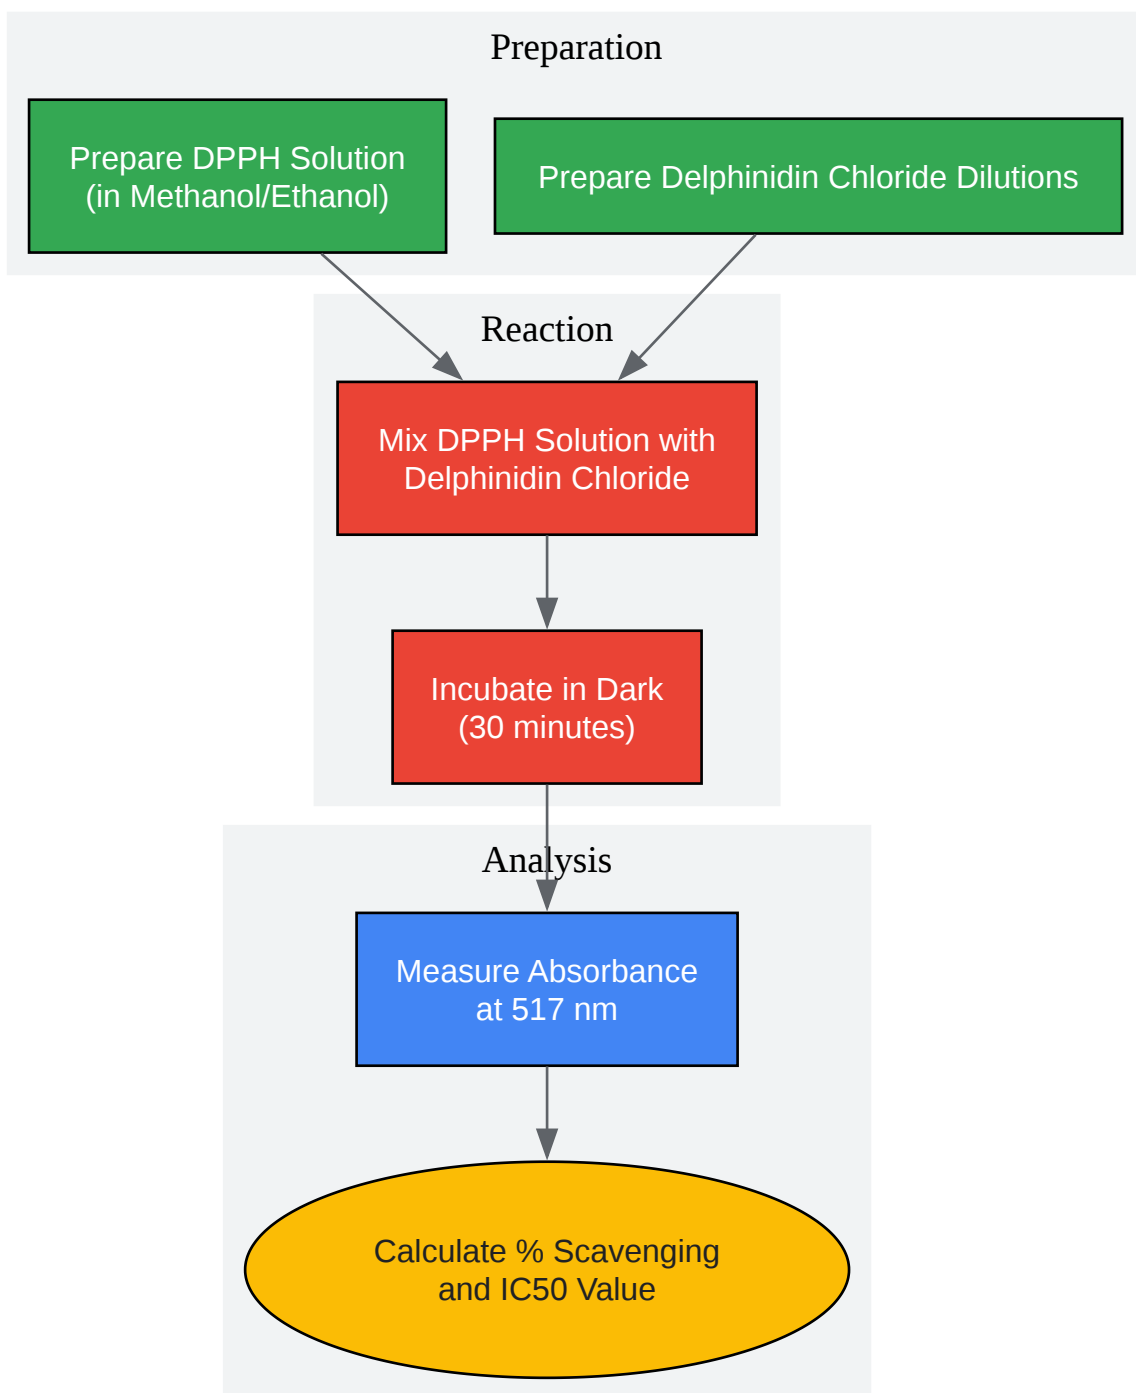 Preparation
Prepare DPPH Solution
(in Methanol/Ethanol)
Prepare Delphinidin Chloride Dilutions
Reaction
Mix DPPH Solution with
Delphinidin Chloride
Incubate in Dark
(30 minutes)
Analysis
Measure Absorbance
at 517 nm
Calculate % Scavenging
and IC50 Value